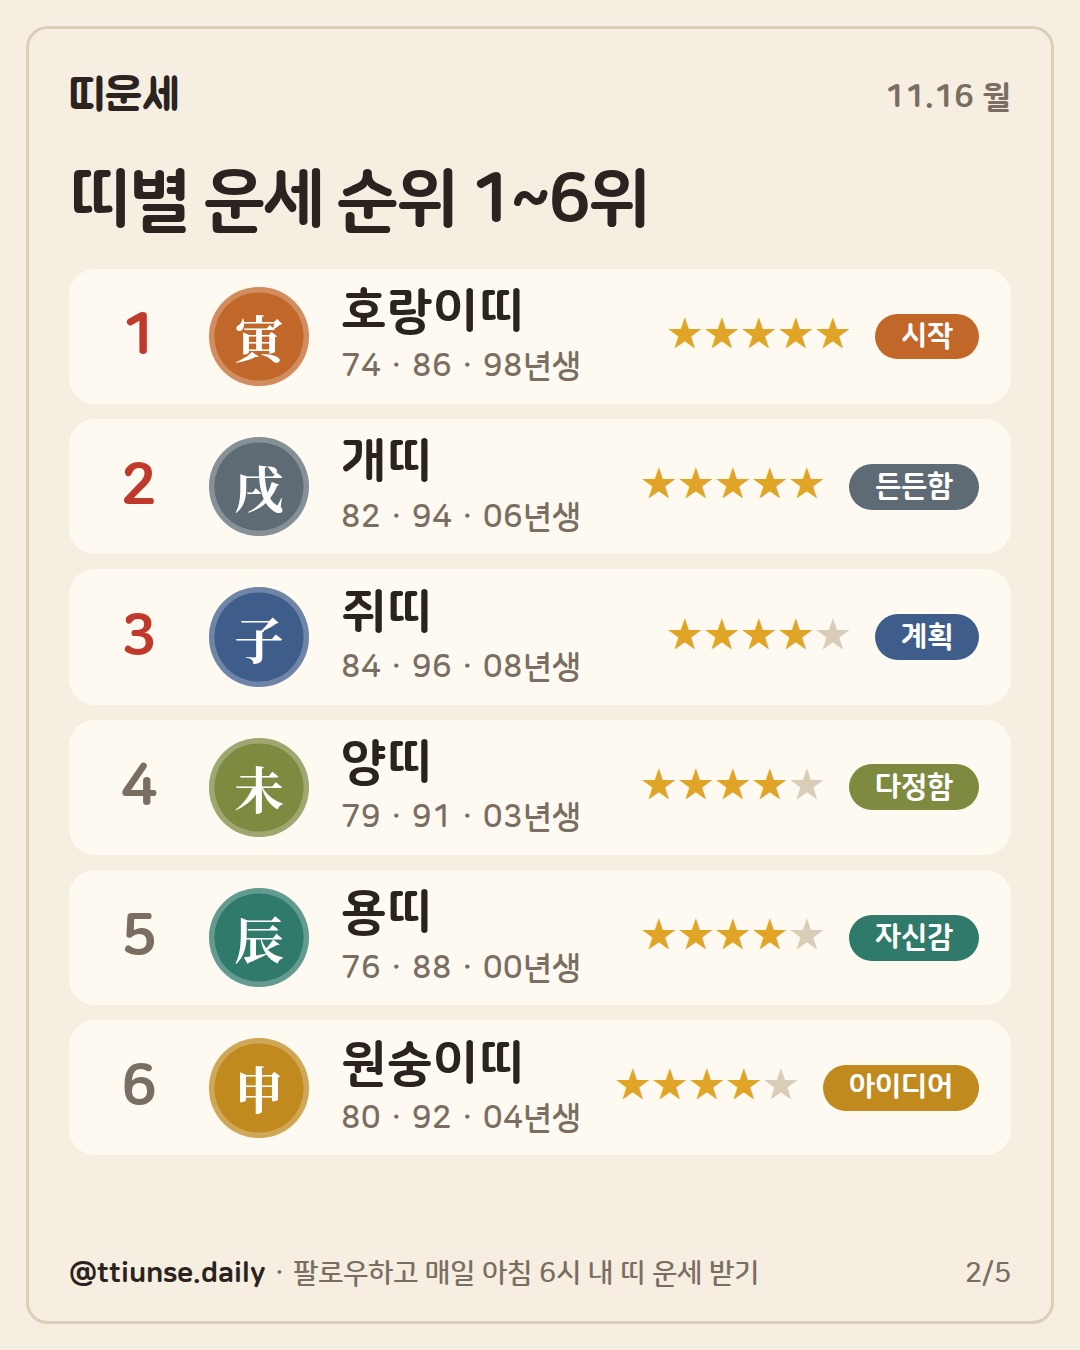 띠운세
11.16 월
띠별 운세 순위 1~6위
1 寅 호랑이띠 ★★★★★ 시작
74 · 86 · 98년생
2 戌 개띠 ★★★★★ 든든함
82 · 94 · 06년생
3 子 쥐띠 ★★★★★ 계획
84 · 96 · 08년생
4 未 양띠 ★★★★★ 다정함
79 · 91 · 03년생
5 辰 용띠 ★★★★★ 자신감
76 · 88 · 00년생
6 申 원숭이띠 ★★★★★ 아이디어
80 · 92 · 04년생
@ttiunse.daily · 팔로우하고 매일 아침 6시 내 띠 운세 받기
2/5